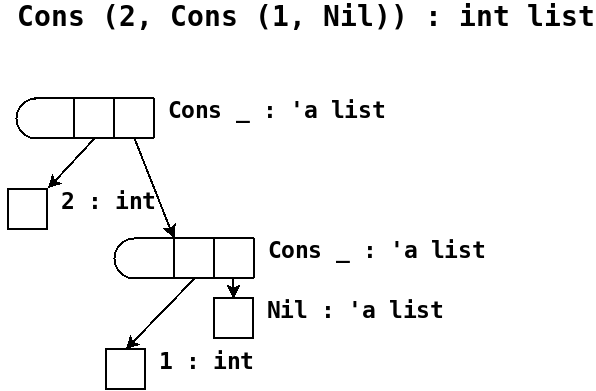 Cons (2, Cons (1, Nil)) : int list
Cons _ : 'a list
2 : int
Cons _ : 'a list
Nil : 'a list
1 : int